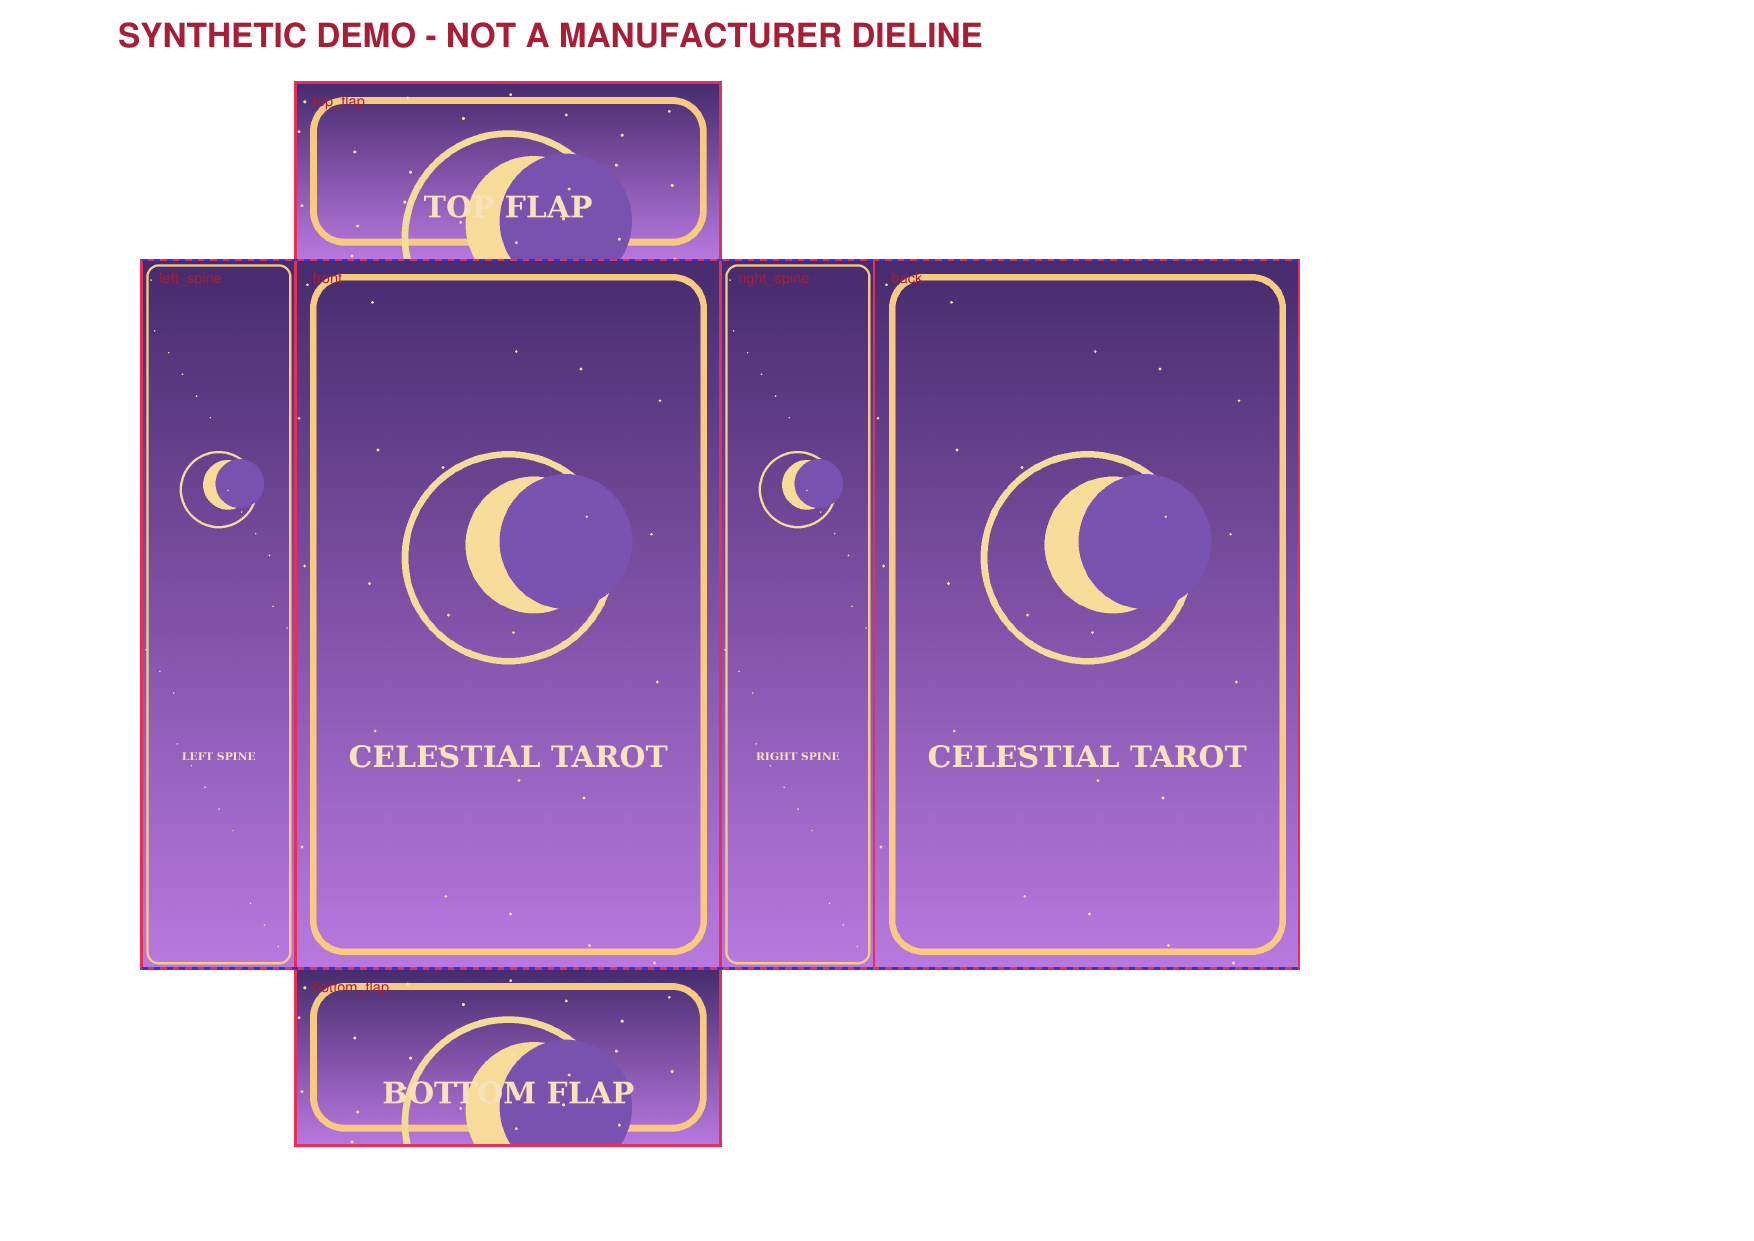 SYNTHETIC DEMO - NOT A MANUFACTURER DIELINE
top_flap
TOP FLAP
left_spine
front
right_spine
back
LEFT SPINE
CELESTIAL TAROT
RIGHT SPINE
CELESTIAL TAROT
bottom_flap
BOTTOM FLAP